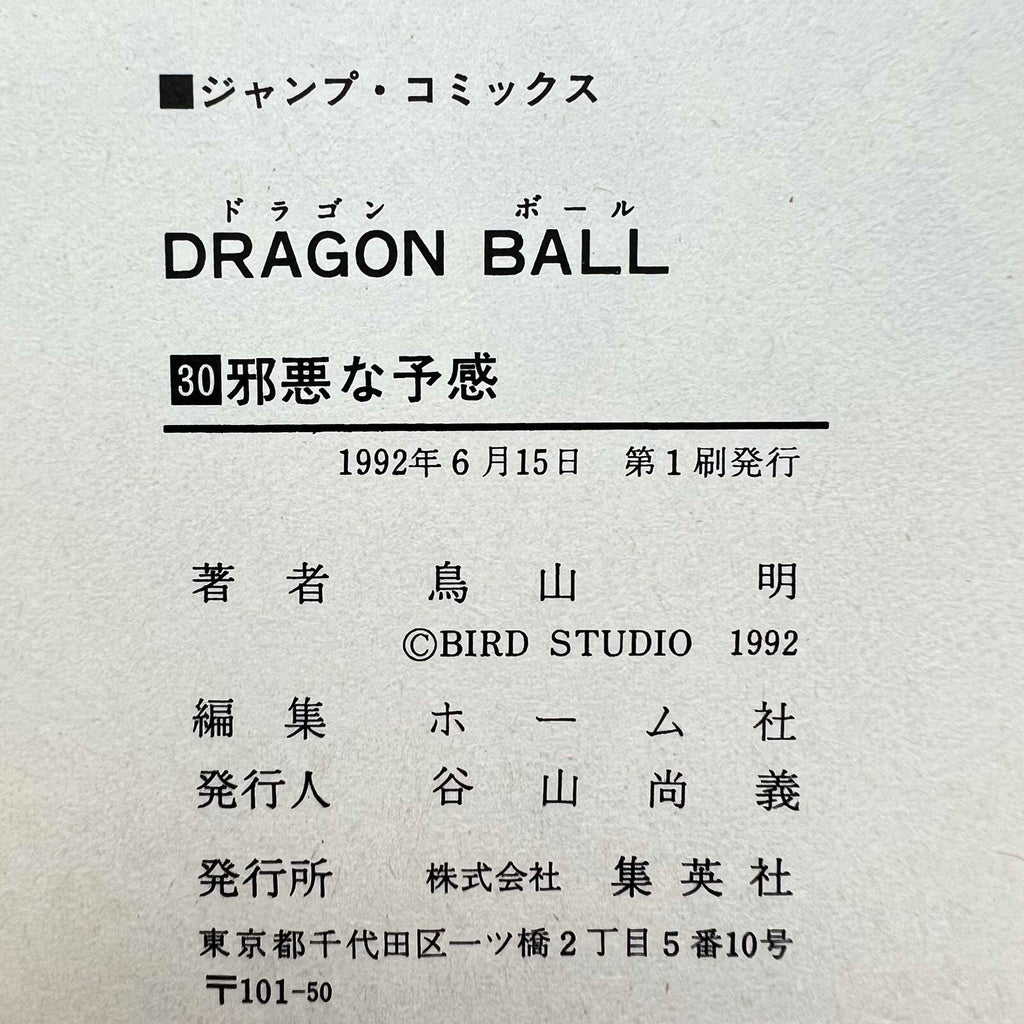 ■ジャンプ・コミックス
ドラゴン ボール
DRAGON BALL
30邪悪な予感
1992年6月15日 第1刷発行
著者 鳥山 明
©BIRD STUDIO 1992
編集 ホーム社
発行人 谷山尚義
発行所 株式会社 集英社
東京都千代田区一ツ橋2丁目5番10号
〒101-50